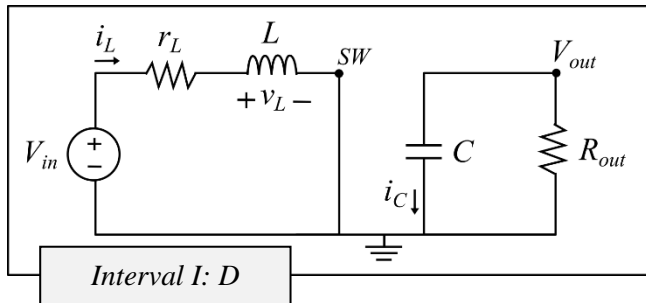 i_L r_L L SW V_out
+ v_L −
V_in + − C R_out
i_C
Interval I: D